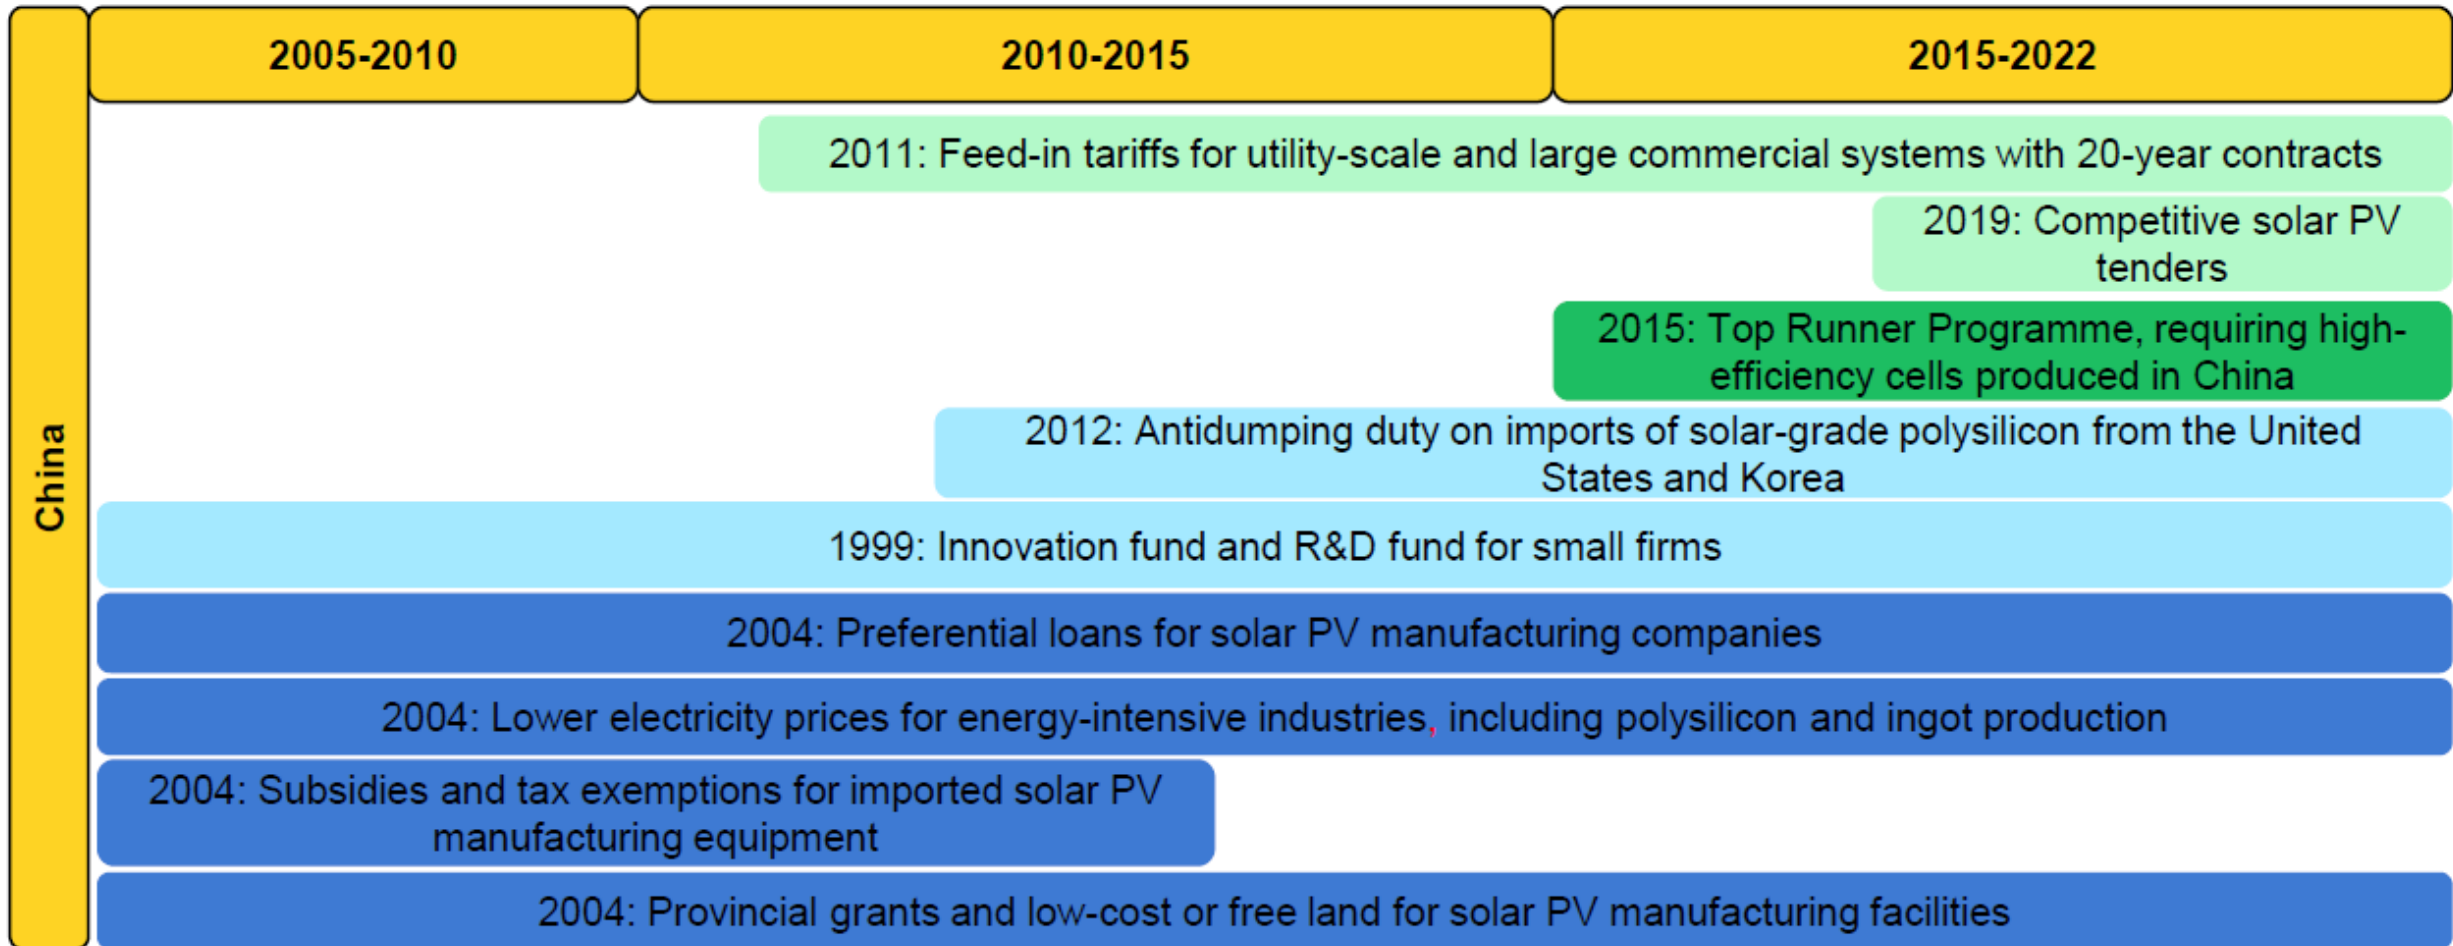 2005-2010
2010-2015
2015-2022
China
2011: Feed-in tariffs for utility-scale and large commercial systems with 20-year contracts
2019: Competitive solar PV
tenders
2015: Top Runner Programme, requiring high-
efficiency cells produced in China
2012: Antidumping duty on imports of solar-grade polysilicon from the United
States and Korea
1999: Innovation fund and R&D fund for small firms
2004: Preferential loans for solar PV manufacturing companies
2004: Lower electricity prices for energy-intensive industries, including polysilicon and ingot production
2004: Subsidies and tax exemptions for imported solar PV
manufacturing equipment
2004: Provincial grants and low-cost or free land for solar PV manufacturing facilities